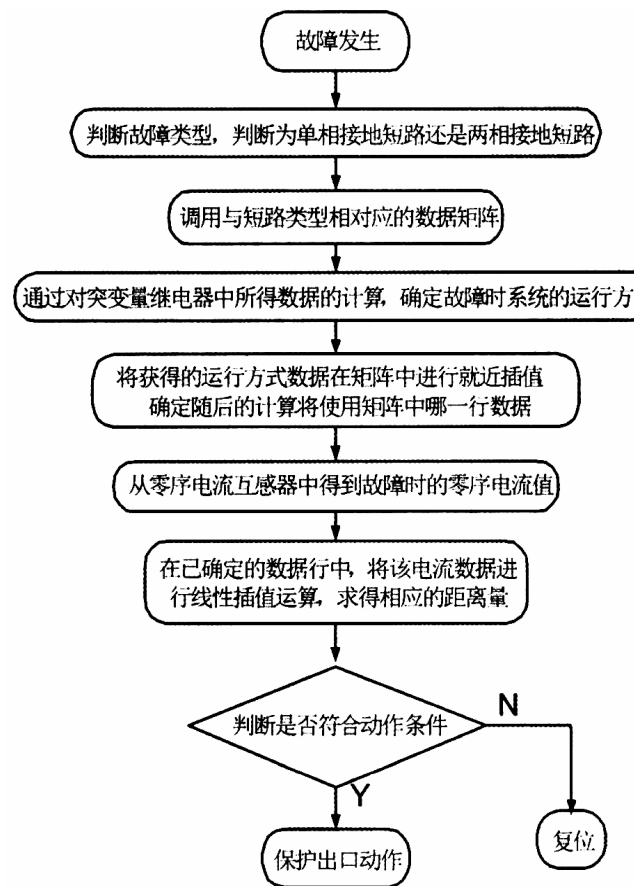 故障发生
判断故障类型，判断为单相接地短路还是两相接地短路
调用与短路类型相对应的数据矩阵
通过对突变量继电器中所得数据的计算，确定故障时系统的运行方
将获得的运行方式数据在矩阵中进行就近插值
确定随后的计算将使用矩阵中哪一行数据
从零序电流互感器中得到故障时的零序电流值
在已确定的数据行中，将该电流数据进
行线性插值运算，求得相应的距离量
判断是否符合动作条件
N
Y
复位
保护出口动作